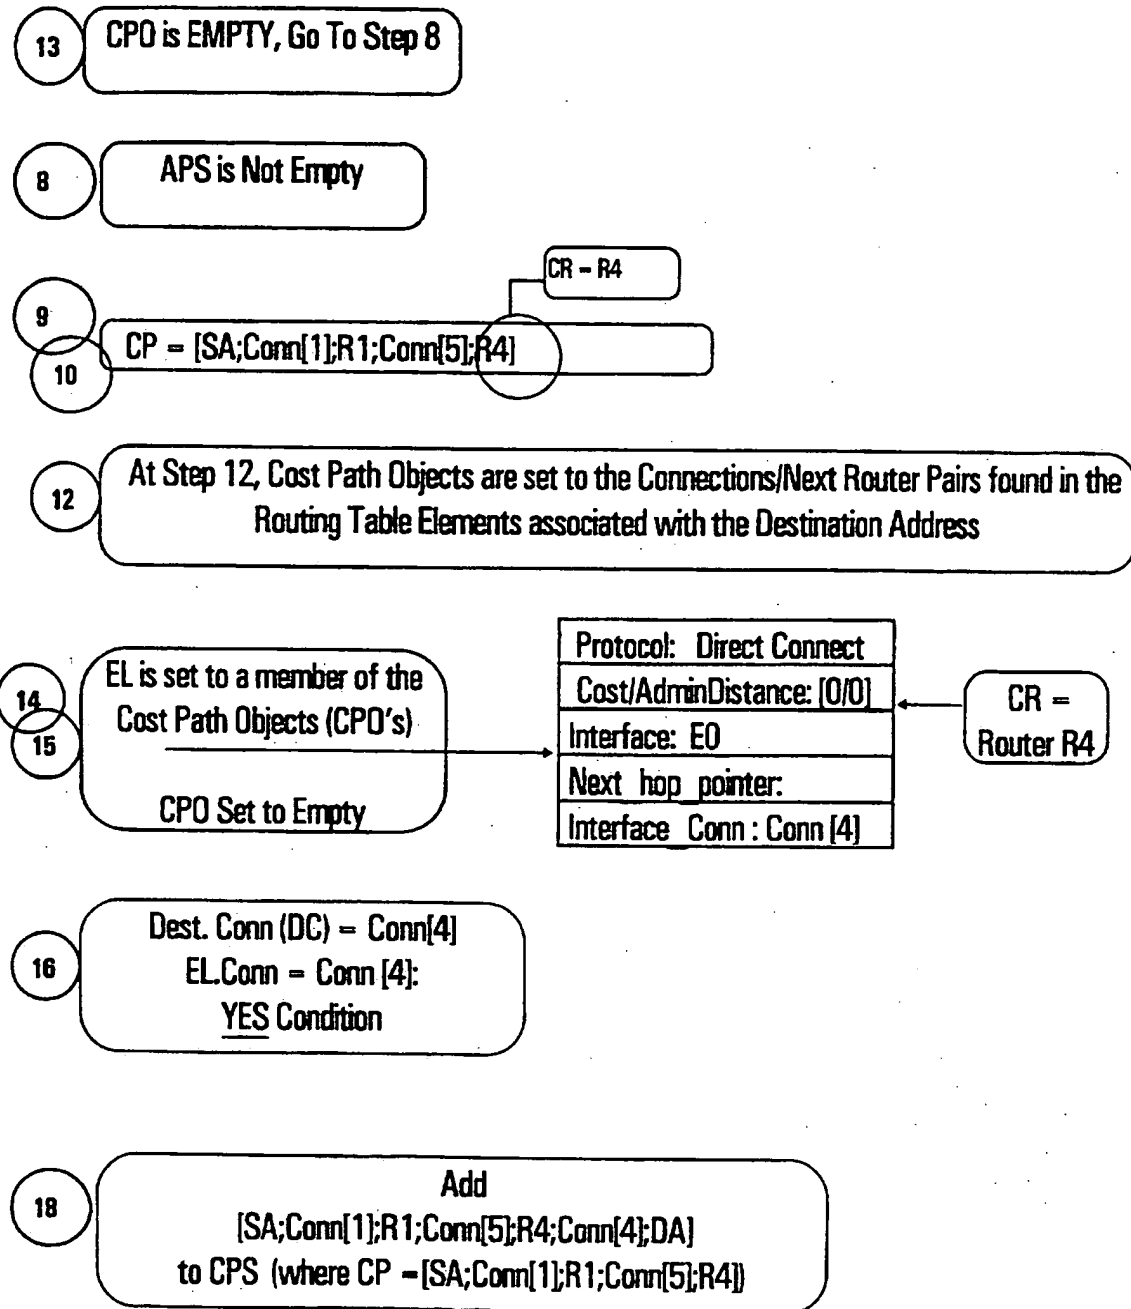 13
CPO is EMPTY, Go To Step 8
8
APS is Not Empty
CR = R4
9
10
CP = [SA;Conn[1];R1;Conn[5];R4]
12
At Step 12, Cost Path Objects are set to the Connections/Next Router Pairs found in the
Routing Table Elements associated with the Destination Address
14
15
EL is set to a member of the
Cost Path Objects (CPO's)
CPO Set to Empty
Protocol: Direct Connect
Cost/AdminDistance: [0/0]
Interface: E0
Next hop pointer:
Interface Conn : Conn [4]
CR =
Router R4
16
Dest. Conn (DC) = Conn[4]
EL.Conn = Conn [4]:
YES Condition
18
Add
[SA;Conn[1];R1;Conn[5];R4;Conn[4];DA]
to CPS (where CP =[SA;Conn[1];R1;Conn[5];R4])